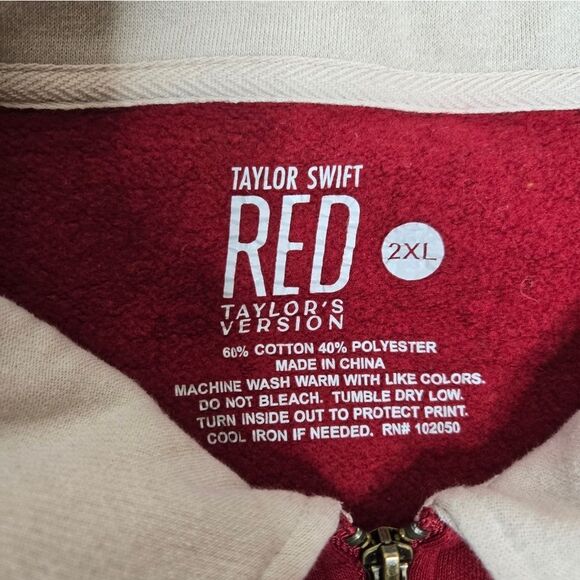 TAYLOR SWIFT
RED
2XL
TAYLOR'S
VERSION
60% COTTON 40% POLYESTER
MADE IN CHINA
MACHINE WASH WARM WITH LIKE COLORS.
DO NOT BLEACH. TUMBLE DRY LOW.
TURN INSIDE OUT TO PROTECT PRINT.
COOL IRON IF NEEDED. RN# 102050